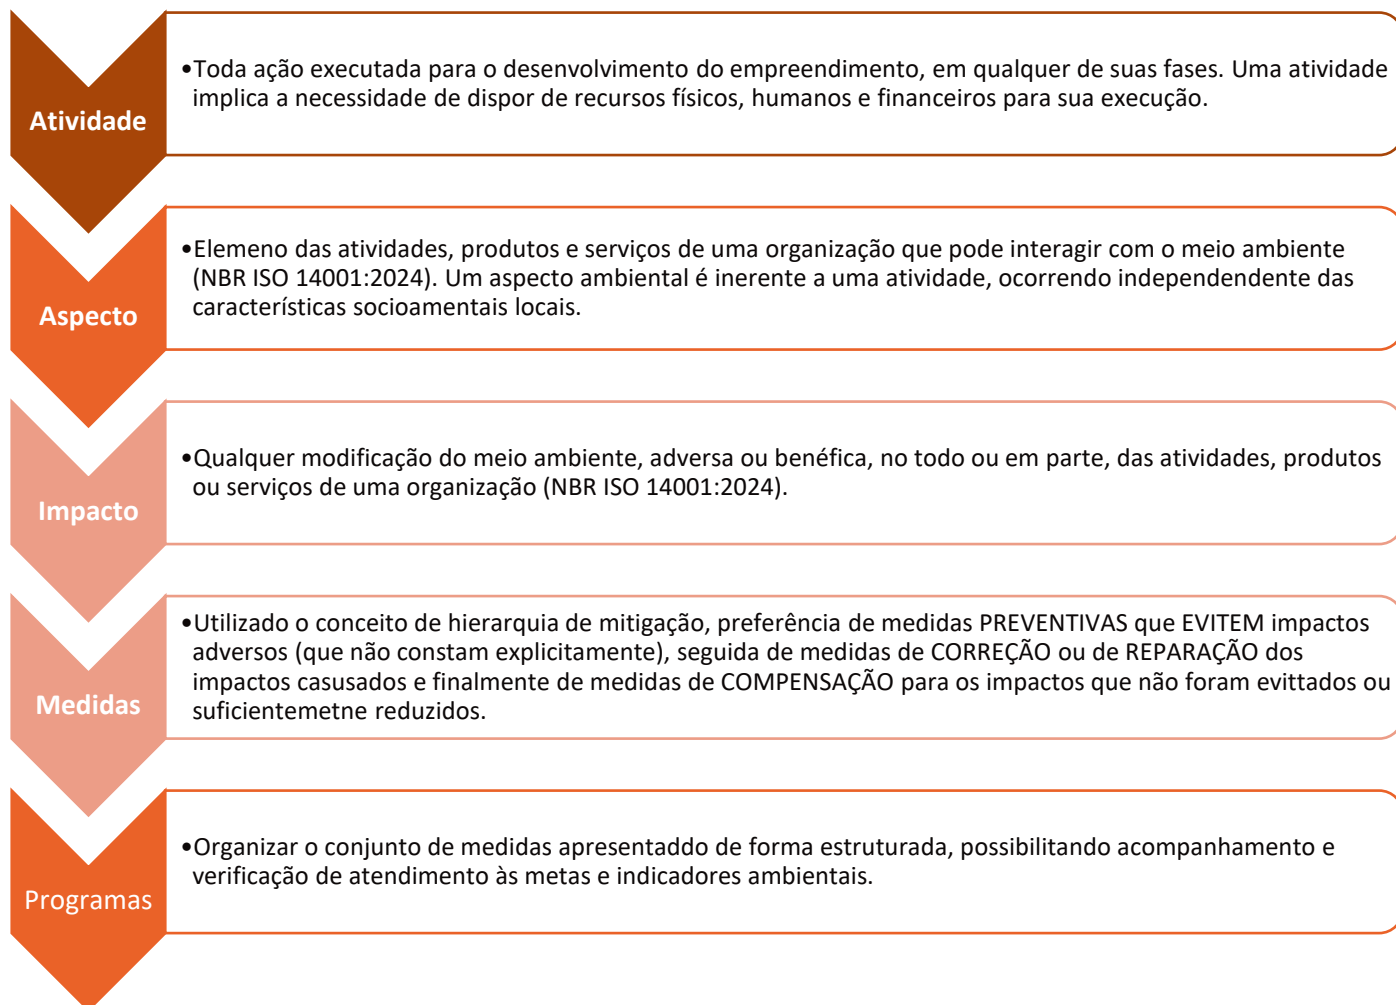 Atividade
•Toda ação executada para o desenvolvimento do empreendimento, em qualquer de suas fases. Uma atividade
implica a necessidade de dispor de recursos físicos, humanos e financeiros para sua execução.
Aspecto
•Elemeno das atividades, produtos e serviços de uma organização que pode interagir com o meio ambiente
(NBR ISO 14001:2024). Um aspecto ambiental é inerente a uma atividade, ocorrendo independendente das
características socioamentais locais.
Impacto
•Qualquer modificação do meio ambiente, adversa ou benéfica, no todo ou em parte, das atividades, produtos
ou serviços de uma organização (NBR ISO 14001:2024).
Medidas
•Utilizado o conceito de hierarquia de mitigação, preferência de medidas PREVENTIVAS que EVITEM impactos
adversos (que não constam explicitamente), seguida de medidas de CORREÇÃO ou de REPARAÇÃO dos
impactos casusados e finalmente de medidas de COMPENSAÇÃO para os impactos que não foram evittados ou
suficientemetne reduzidos.
Programas
•Organizar o conjunto de medidas apresentaddo de forma estruturada, possibilitando acompanhamento e
verificação de atendimento às metas e indicadores ambientais.